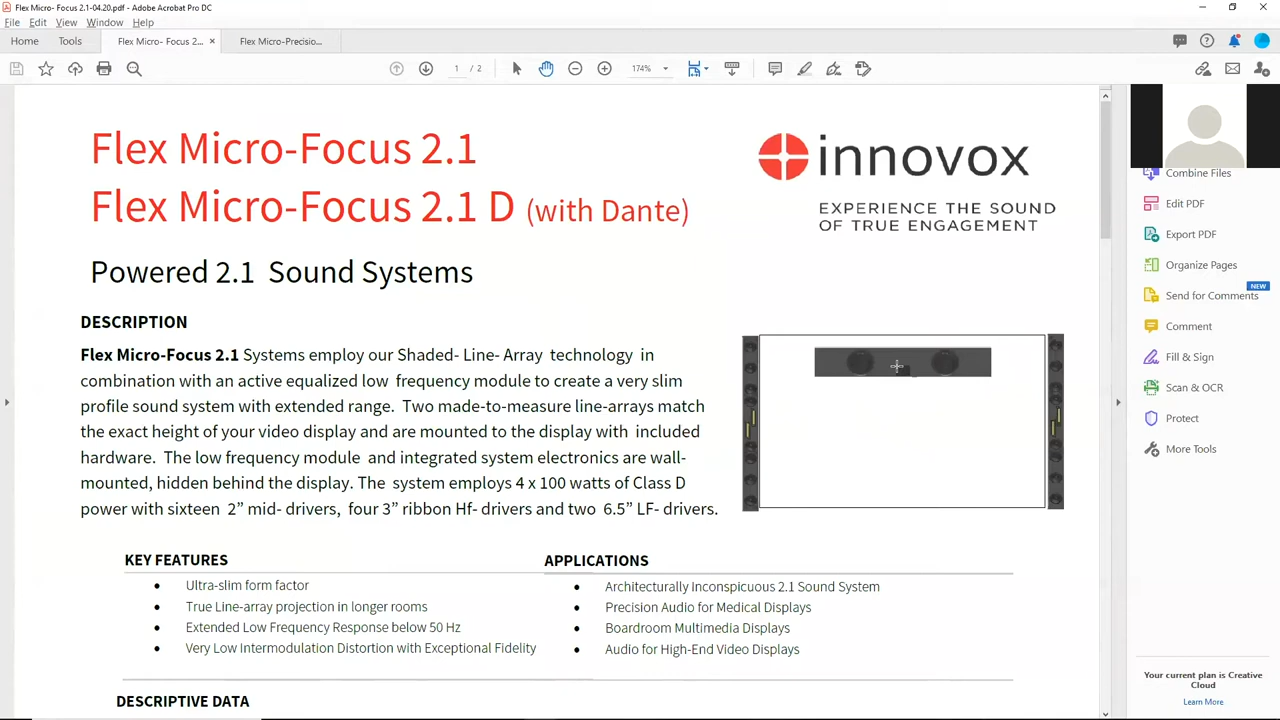 Flex Micro- Focus 2.1-04.20.pdf - Adobe Acrobat Pro DC
File Edit View Window Help
Home Tools Flex Micro- Focus 2... × Flex Micro-Precisio...
1 / 2 174%
Flex Micro-Focus 2.1
Flex Micro-Focus 2.1 D (with Dante)
innovox
EXPERIENCE THE SOUND
OF TRUE ENGAGEMENT
Powered 2.1 Sound Systems
DESCRIPTION
Flex Micro-Focus 2.1 Systems employ our Shaded- Line- Array technology in
combination with an active equalized low frequency module to create a very slim
profile sound system with extended range. Two made-to-measure line-arrays match
the exact height of your video display and are mounted to the display with included
hardware. The low frequency module and integrated system electronics are wall-
mounted, hidden behind the display. The system employs 4 x 100 watts of Class D
power with sixteen 2” mid- drivers, four 3” ribbon Hf- drivers and two 6.5” LF- drivers.
KEY FEATURES
• Ultra-slim form factor
• True Line-array projection in longer rooms
• Extended Low Frequency Response below 50 Hz
• Very Low Intermodulation Distortion with Exceptional Fidelity
APPLICATIONS
• Architecturally Inconspicuous 2.1 Sound System
• Precision Audio for Medical Displays
• Boardroom Multimedia Displays
• Audio for High-End Video Displays
DESCRIPTIVE DATA
Combine Files
Edit PDF
Export PDF
Organize Pages
NEW
Send for Comments
Comment
Fill & Sign
Scan & OCR
Protect
More Tools
Your current plan is Creative
Cloud
Learn More